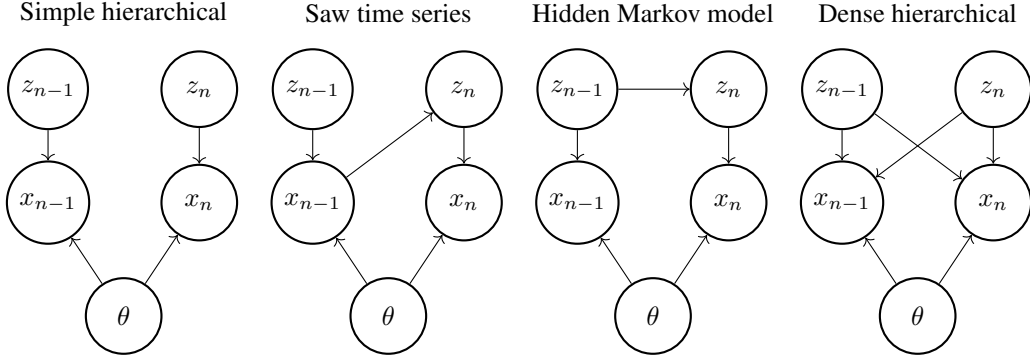 Simple hierarchical Saw time series Hidden Markov model Dense hierarchical
z_{n−1} z_n z_{n−1} z_n z_{n−1} z_n z_{n−1} z_n
x_{n−1} x_n x_{n−1} x_n x_{n−1} x_n x_{n−1} x_n
θ θ θ θ